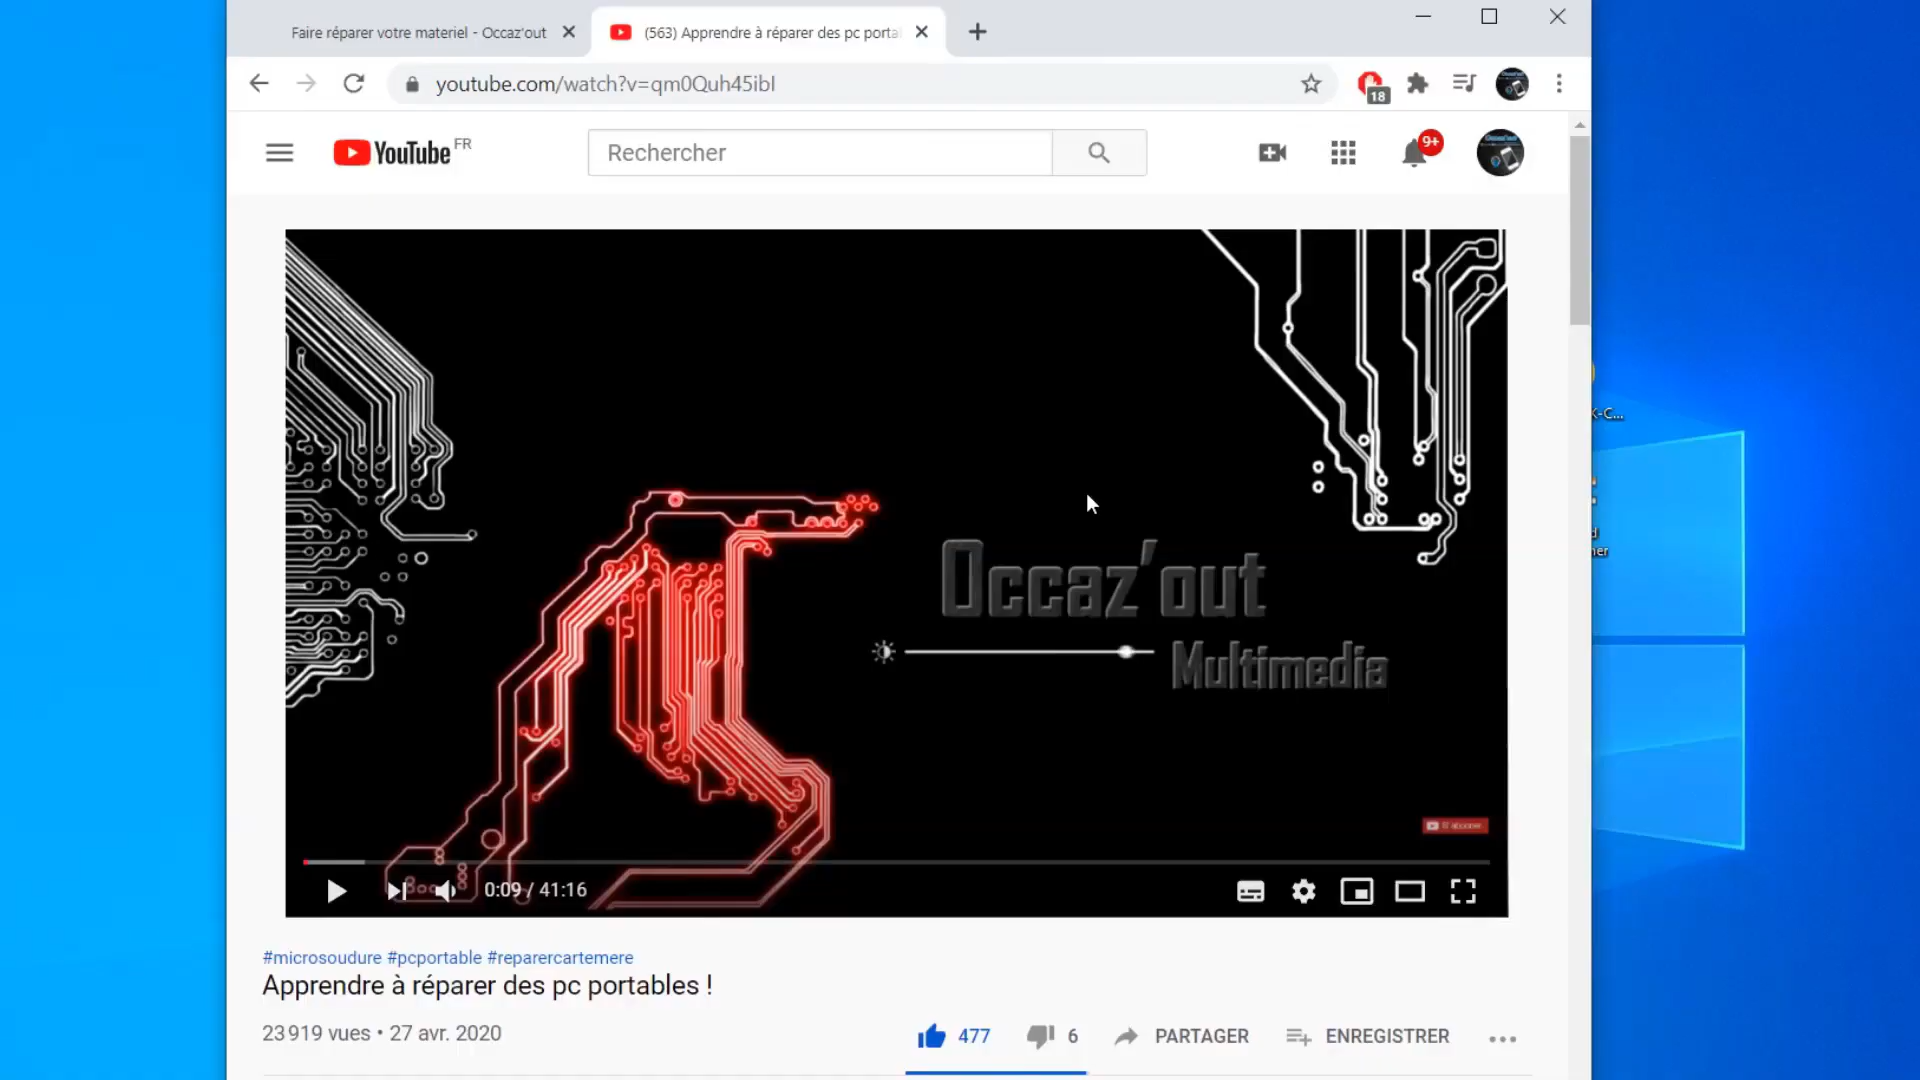 Faire réparer votre materiel - Occaz'out
(563) Apprendre à réparer des pc porta
youtube.com/watch?v=qm0Quh45ibI
18
YouTube FR
Rechercher
9+
Occaz'out
Multimedia
0:09 / 41:16
#microsoudure #pcportable #reparercartemere
Apprendre à réparer des pc portables !
23 919 vues • 27 avr. 2020
477
6
PARTAGER
ENREGISTRER